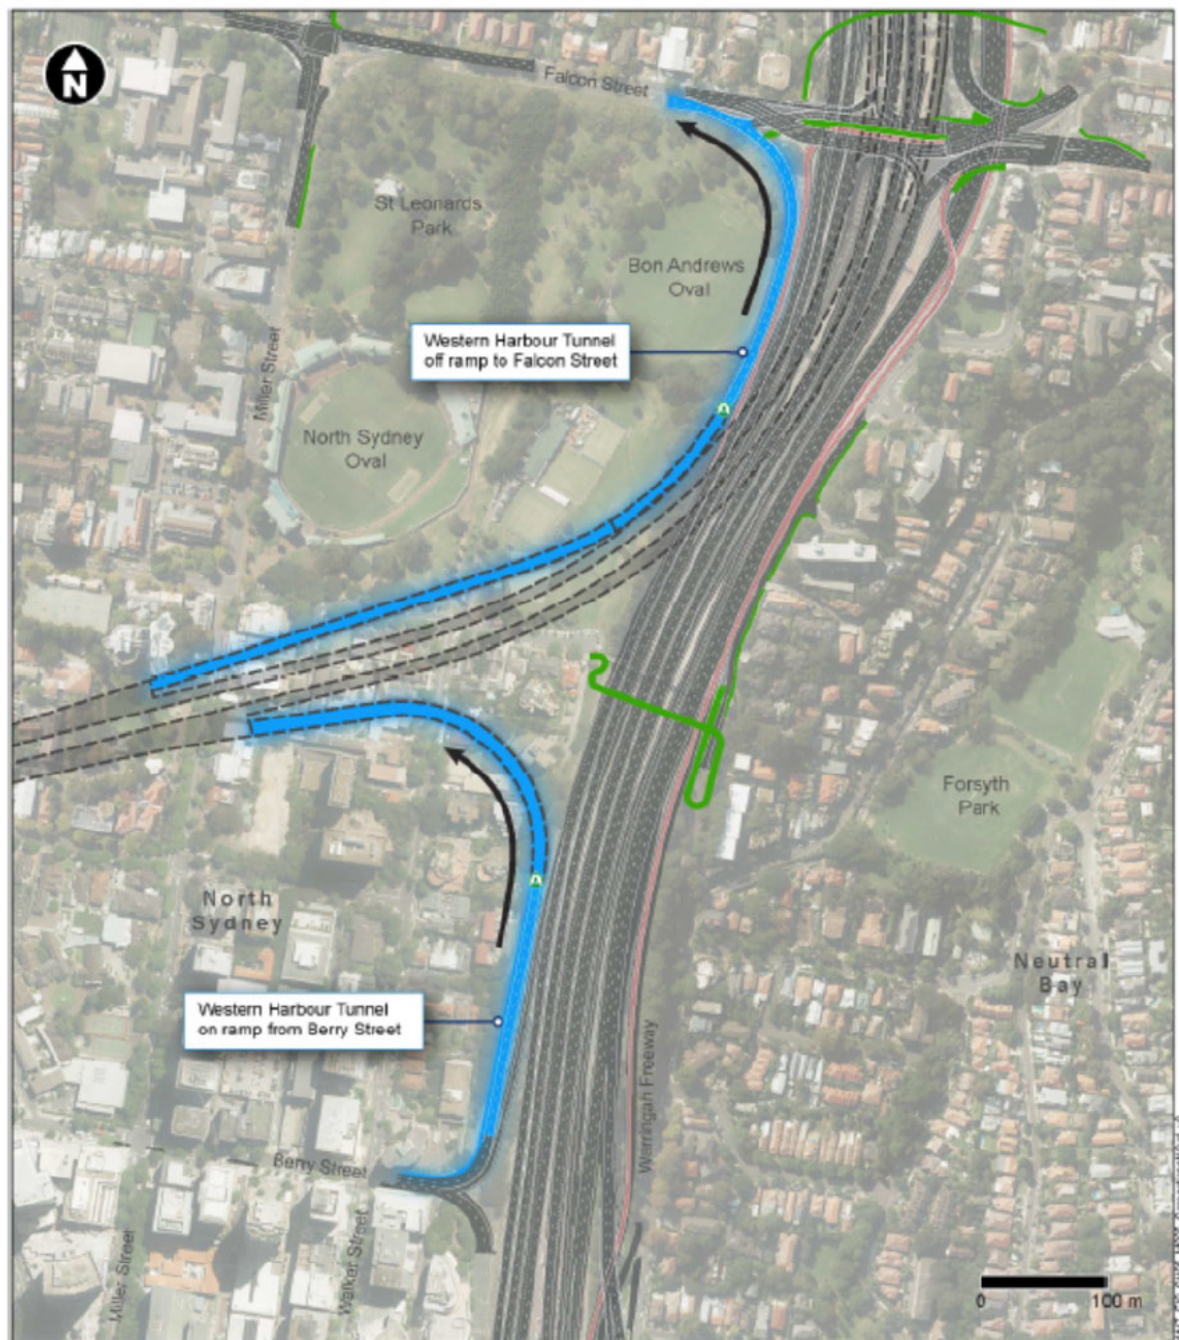 N
Falcon Street
St Leonards
Park
Bon Andrews
Oval
Western Harbour Tunnel
off ramp to Falcon Street
Miller Street
North Sydney
Oval
Forsyth
Park
North
Sydney
Neutral
Bay
Western Harbour Tunnel
on ramp from Berry Street
Warringah Freeway
Berry Street
Walker Street
Miller Street
0
100 m